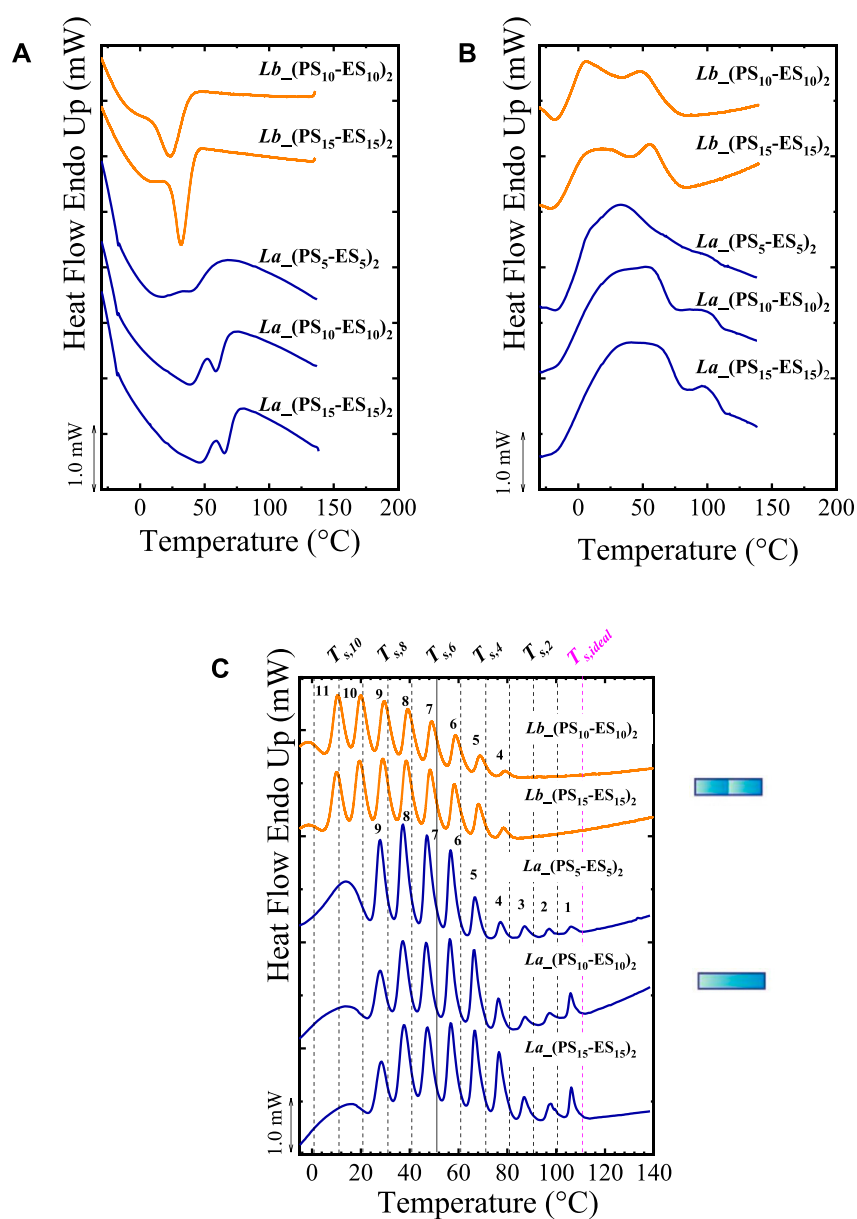 A
Heat Flow Endo Up (mW)
Lb_(PS10-ES10)2
Lb_(PS15-ES15)2
La_(PS5-ES5)2
La_(PS10-ES10)2
La_(PS15-ES15)2
1.0 mW
0 50 100 150 200
Temperature (°C)
B
Heat Flow Endo Up (mW)
Lb_(PS10-ES10)2
Lb_(PS15-ES15)2
La_(PS5-ES5)2
La_(PS10-ES10)2
La_(PS15-ES15)2
1.0 mW
0 50 100 150 200
Temperature (°C)
C
Ts,10 Ts,8 Ts,6 Ts,4 Ts,2 Ts,ideal
Heat Flow Endo Up (mW)
11 10 9 8 7 6 5 4
Lb_(PS10-ES10)2
Lb_(PS15-ES15)2
9 8 7 6 5 4 3 2 1
La_(PS5-ES5)2
La_(PS10-ES10)2
La_(PS15-ES15)2
1.0 mW
0 20 40 60 80 100 120 140
Temperature (°C)